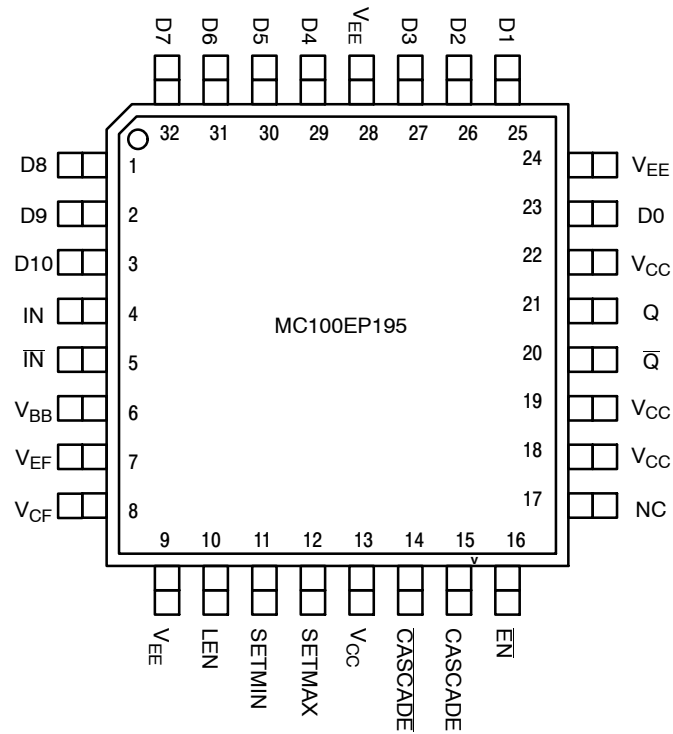 D7 D6 D5 D4 VEE D3 D2 D1
32 31 30 29 28 27 26 25
D8 1 24 VEE
D9 2 23 D0
D10 3 22 VCC
IN 4 21 Q
I̅N̅ 5 20 Q̅
MC100EP195
VBB 6 19 VCC
VEF 7 18 VCC
VCF 8 17 NC
9 10 11 12 13 14 15 16
v
VEE LEN SETMIN SETMAX VCC C̅A̅S̅C̅A̅D̅E̅ CASCADE E̅N̅